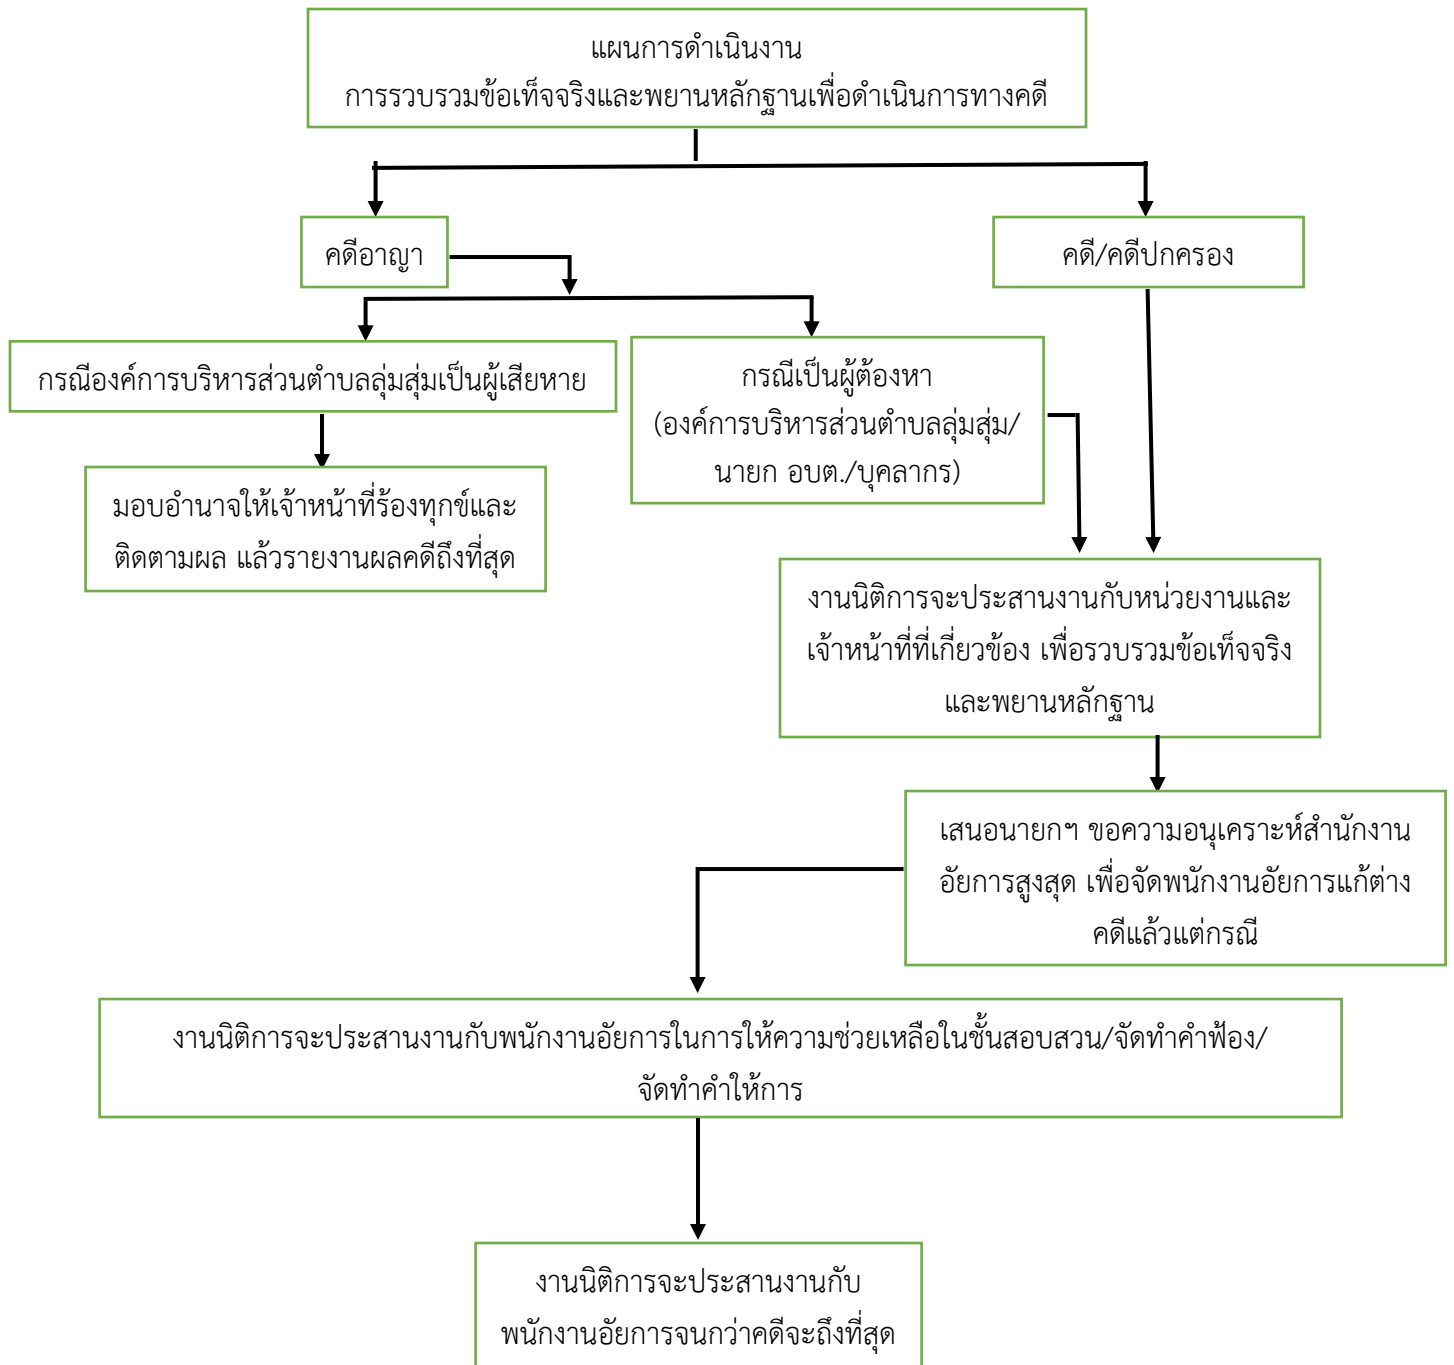 แผนการดำเนินงาน
การรวบรวมข้อเท็จจริงและพยานหลักฐานเพื่อดำเนินการทางคดี
คดีอาญา
คดี/คดีปกครอง
กรณีองค์การบริหารส่วนตำบลลุ่มสุ่มเป็นผู้เสียหาย
กรณีเป็นผู้ต้องหา
(องค์การบริหารส่วนตำบลลุ่มสุ่ม/
นายก อบต./บุคลากร)
มอบอำนาจให้เจ้าหน้าที่ร้องทุกข์และ
ติดตามผล แล้วรายงานผลคดีถึงที่สุด
งานนิติการจะประสานงานกับหน่วยงานและ
เจ้าหน้าที่ที่เกี่ยวข้อง เพื่อรวบรวมข้อเท็จจริง
และพยานหลักฐาน
เสนอนายกฯ ขอความอนุเคราะห์สำนักงาน
อัยการสูงสุด เพื่อจัดพนักงานอัยการแก้ต่าง
คดีแล้วแต่กรณี
งานนิติการจะประสานงานกับพนักงานอัยการในการให้ความช่วยเหลือในชั้นสอบสวน/จัดทำคำฟ้อง/
จัดทำคำให้การ
งานนิติการจะประสานงานกับ
พนักงานอัยการจนกว่าคดีจะถึงที่สุด